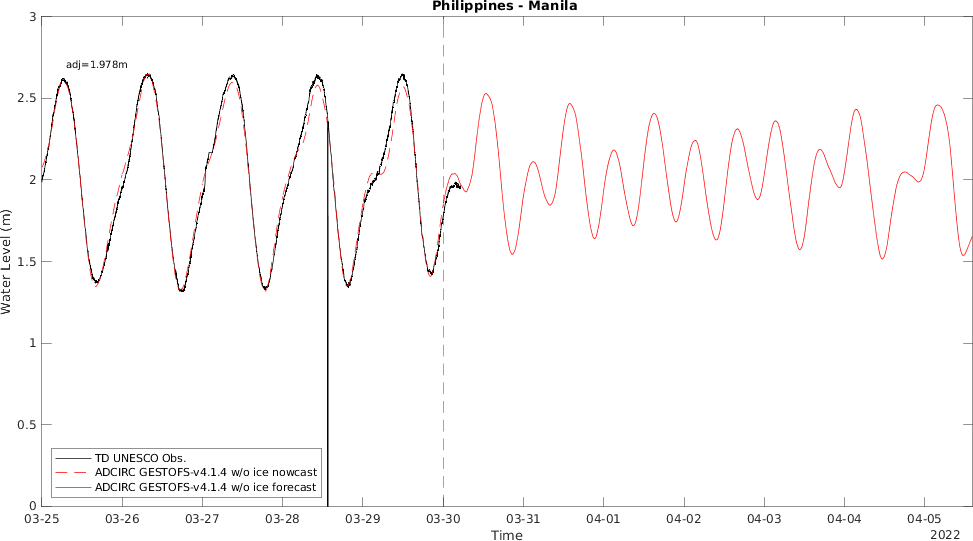 Philippines - Manila
adj=1.978m
Water Level (m)
3
2.5
2
1.5
1
0.5
0
TD UNESCO Obs.
ADCIRC GESTOFS-v4.1.4 w/o ice nowcast
ADCIRC GESTOFS-v4.1.4 w/o ice forecast
03-25 03-26 03-27 03-28 03-29 03-30 03-31 04-01 04-02 04-03 04-04 04-05
Time
2022